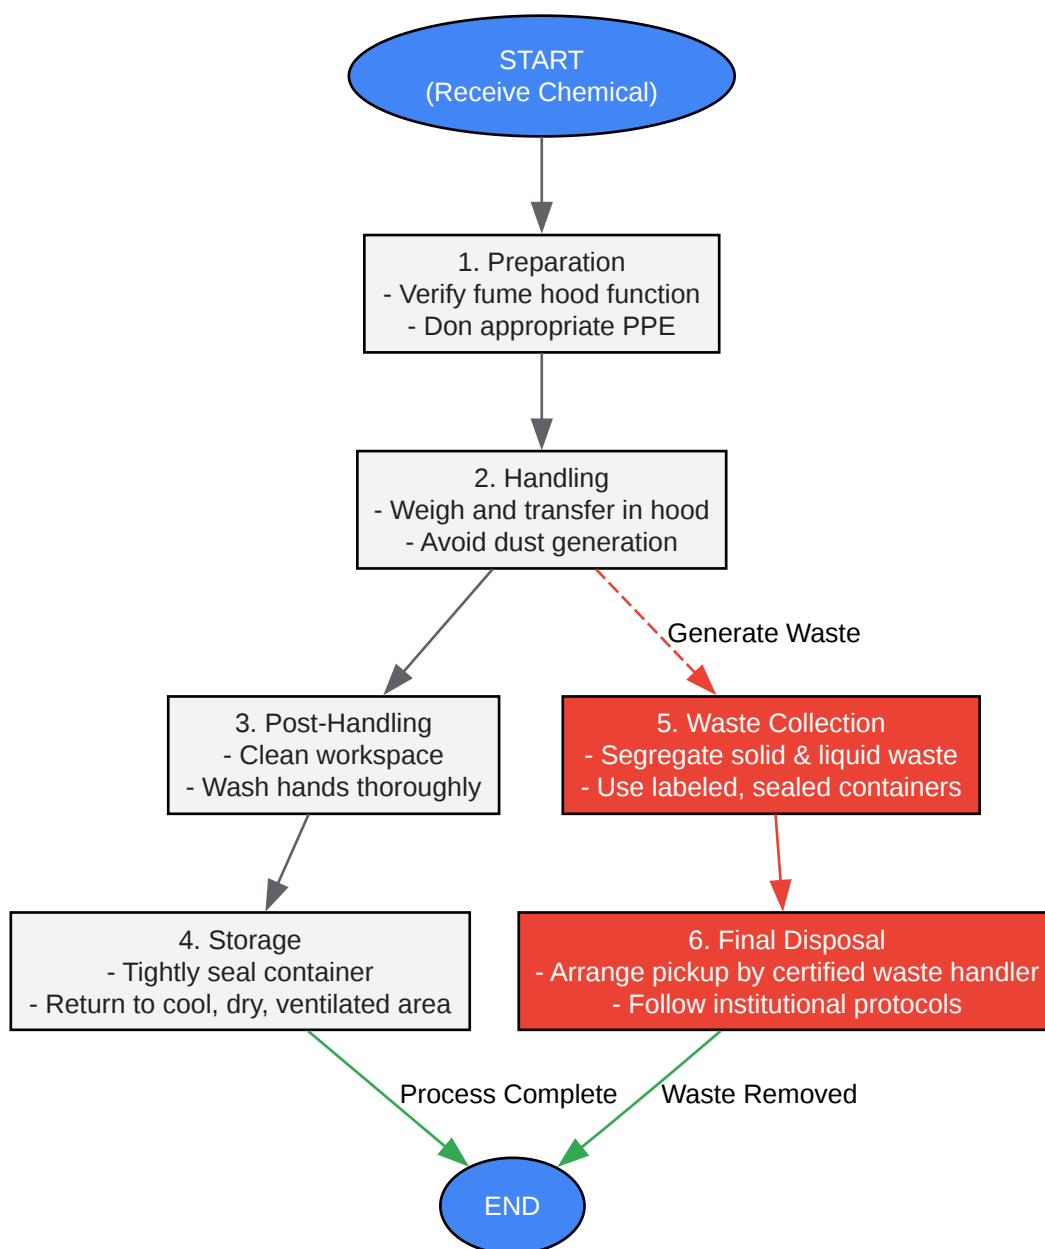 START
(Receive Chemical)
1. Preparation
- Verify fume hood function
- Don appropriate PPE
2. Handling
- Weigh and transfer in hood
- Avoid dust generation
Generate Waste
3. Post-Handling
- Clean workspace
- Wash hands thoroughly
5. Waste Collection
- Segregate solid & liquid waste
- Use labeled, sealed containers
4. Storage
- Tightly seal container
- Return to cool, dry, ventilated area
6. Final Disposal
- Arrange pickup by certified waste handler
- Follow institutional protocols
Process Complete
Waste Removed
END